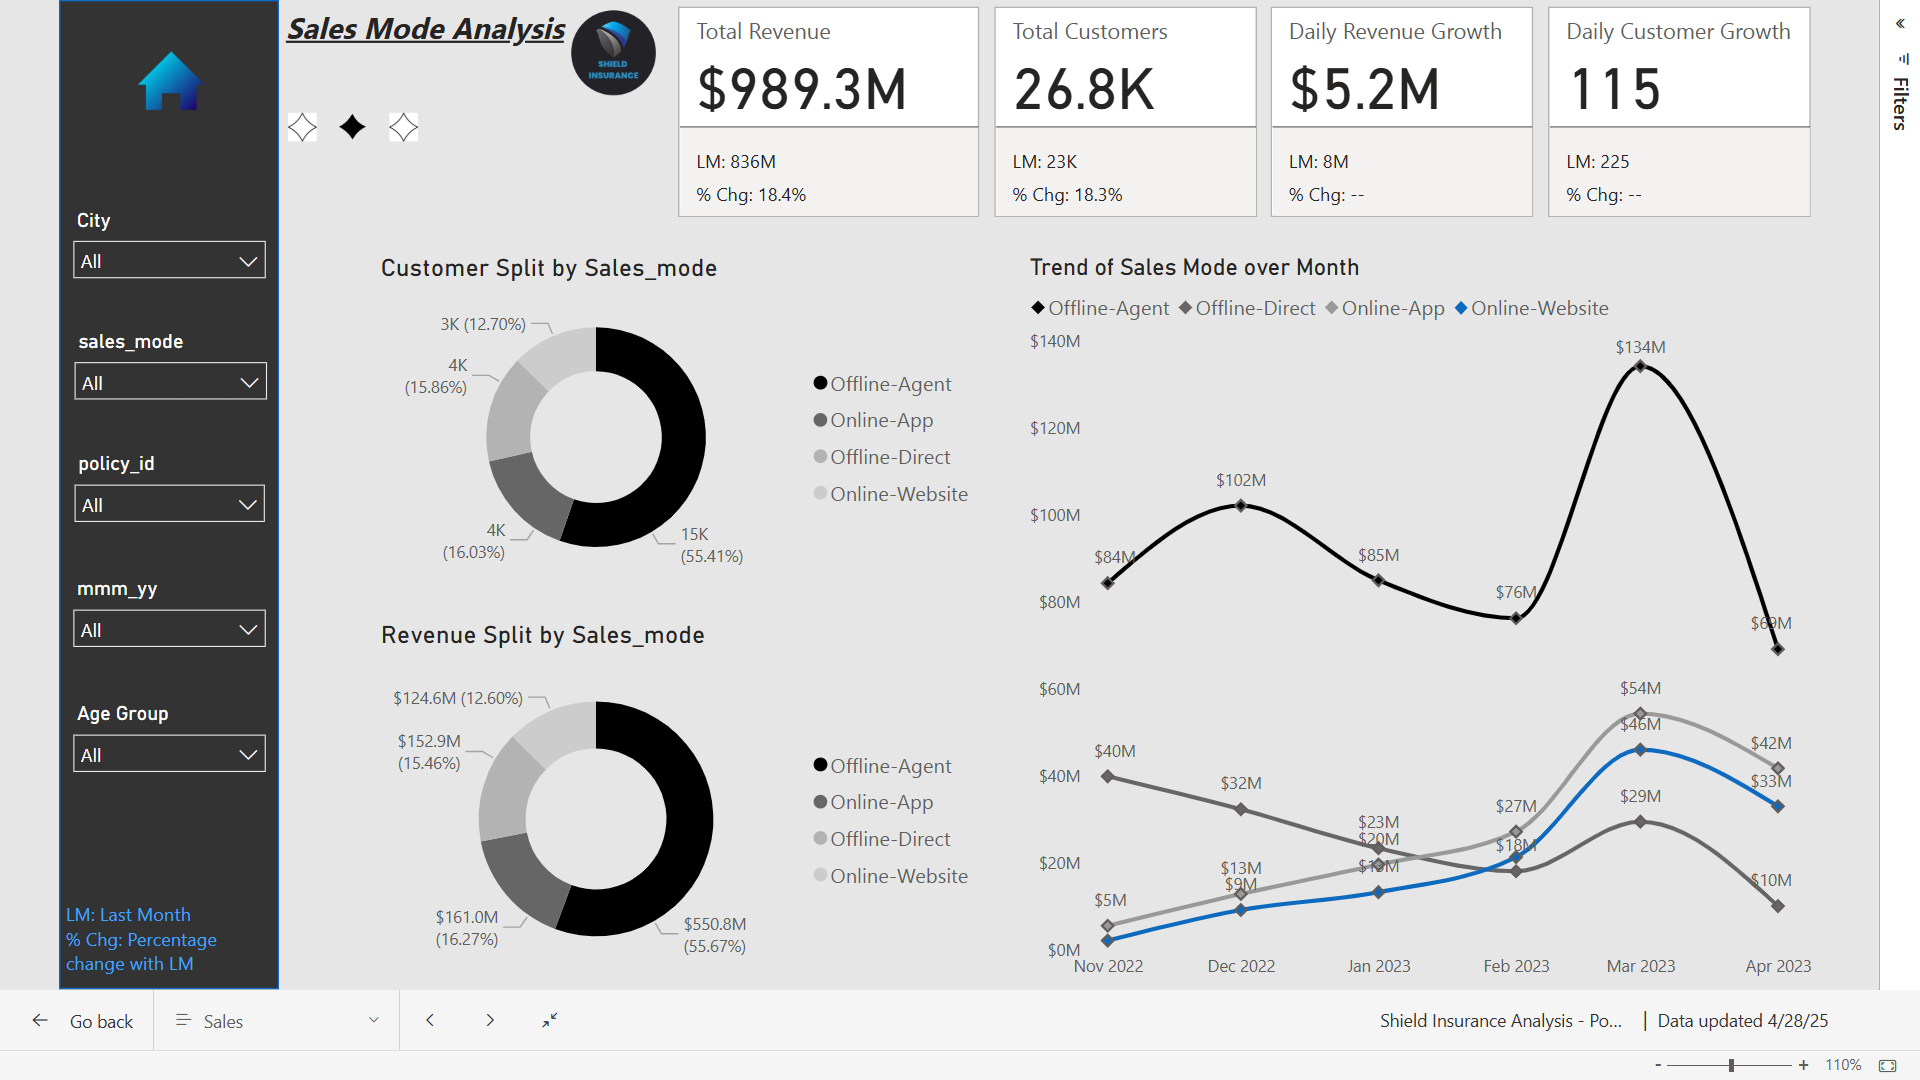 Sales Mode Analysis
SHIELD
INSURANCE
Total Revenue
$989.3M
LM: 836M
% Chg: 18.4%
Total Customers
26.8K
LM: 23K
% Chg: 18.3%
Daily Revenue Growth
$5.2M
LM: 8M
% Chg: --
Daily Customer Growth
115
LM: 225
% Chg: --
«
Filters
City
All
sales_mode
All
policy_id
All
mmm_yy
All
Age Group
All
LM: Last Month
% Chg: Percentage
change with LM
Customer Split by Sales_mode
3K (12.70%)
4K
(15.86%)
4K
(16.03%)
15K
(55.41%)
Offline-Agent
Online-App
Offline-Direct
Online-Website
Revenue Split by Sales_mode
$124.6M (12.60%)
$152.9M
(15.46%)
$161.0M
(16.27%)
$550.8M
(55.67%)
Offline-Agent
Online-App
Offline-Direct
Online-Website
Trend of Sales Mode over Month
Offline-Agent Offline-Direct Online-App Online-Website
$140M
$120M
$100M
$80M
$60M
$40M
$20M
$0M
$84M
$102M
$85M
$76M
$134M
$69M
$40M
$32M
$23M
$18M
$29M
$10M
$5M
$13M
$20M
$27M
$54M
$42M
$9M
$46M
$33M
Nov 2022 Dec 2022 Jan 2023 Feb 2023 Mar 2023 Apr 2023
Go back
Sales
Shield Insurance Analysis - Po... | Data updated 4/28/25
- + 110%